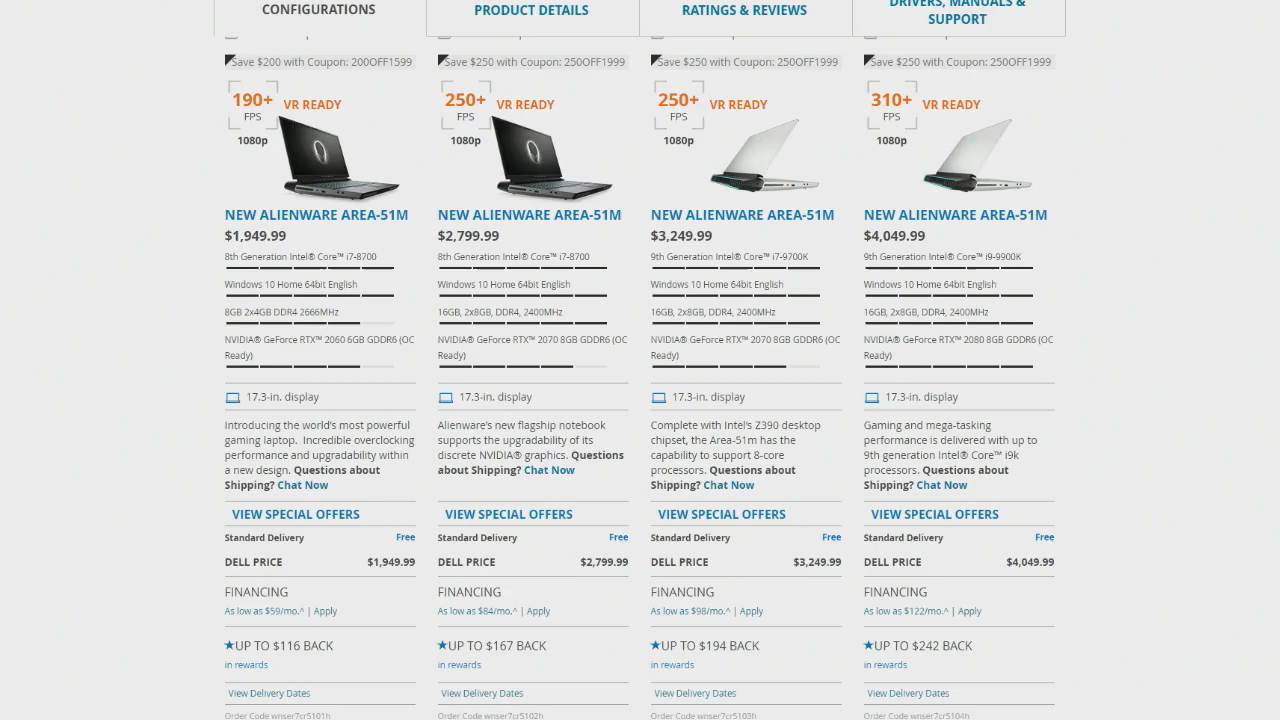 CONFIGURATIONS
PRODUCT DETAILS
RATINGS & REVIEWS
DRIVERS, MANUALS &
SUPPORT
Save $200 with Coupon: 200OFF1599
190+
FPS
VR READY
1080p
NEW ALIENWARE AREA-51M
$1,949.99
8th Generation Intel® Core™ i7-8700
Windows 10 Home 64bit English
8GB 2x4GB DDR4 2666MHz
NVIDIA® GeForce RTX™ 2060 6GB GDDR6 (OC
Ready)
17.3-in. display
Introducing the world's most powerful
gaming laptop.  Incredible overclocking
performance and upgradability within
a new design. Questions about
Shipping? Chat Now
VIEW SPECIAL OFFERS
Standard Delivery Free
DELL PRICE $1,949.99
FINANCING
As low as $59/mo.^ | Apply
★UP TO $116 BACK
in rewards
View Delivery Dates
Order Code wnser7cr5101h
Save $250 with Coupon: 250OFF1999
250+
FPS
VR READY
1080p
NEW ALIENWARE AREA-51M
$2,799.99
8th Generation Intel® Core™ i7-8700
Windows 10 Home 64bit English
16GB, 2x8GB, DDR4, 2400MHz
NVIDIA® GeForce RTX™ 2070 8GB GDDR6 (OC
Ready)
17.3-in. display
Alienware's new flagship notebook
supports the upgradability of its
discrete NVIDIA® graphics. Questions
about Shipping? Chat Now
VIEW SPECIAL OFFERS
Standard Delivery Free
DELL PRICE $2,799.99
FINANCING
As low as $84/mo.^ | Apply
★UP TO $167 BACK
in rewards
View Delivery Dates
Order Code wnser7cr5102h
Save $250 with Coupon: 250OFF1999
250+
FPS
VR READY
1080p
NEW ALIENWARE AREA-51M
$3,249.99
9th Generation Intel® Core™ i7-9700K
Windows 10 Home 64bit English
16GB, 2x8GB, DDR4, 2400MHz
NVIDIA® GeForce RTX™ 2070 8GB GDDR6 (OC
Ready)
17.3-in. display
Complete with Intel's Z390 desktop
chipset, the Area-51m has the
capability to support 8-core
processors. Questions about
Shipping? Chat Now
VIEW SPECIAL OFFERS
Standard Delivery Free
DELL PRICE $3,249.99
FINANCING
As low as $98/mo.^ | Apply
★UP TO $194 BACK
in rewards
View Delivery Dates
Order Code wnser7cr5103h
Save $250 with Coupon: 250OFF1999
310+
FPS
VR READY
1080p
NEW ALIENWARE AREA-51M
$4,049.99
9th Generation Intel® Core™ i9-9900K
Windows 10 Home 64bit English
16GB, 2x8GB, DDR4, 2400MHz
NVIDIA® GeForce RTX™ 2080 8GB GDDR6 (OC
Ready)
17.3-in. display
Gaming and mega-tasking
performance is delivered with up to
9th generation Intel® Core™ i9k
processors. Questions about
Shipping? Chat Now
VIEW SPECIAL OFFERS
Standard Delivery Free
DELL PRICE $4,049.99
FINANCING
As low as $122/mo.^ | Apply
★UP TO $242 BACK
in rewards
View Delivery Dates
Order Code wnser7cr5104h